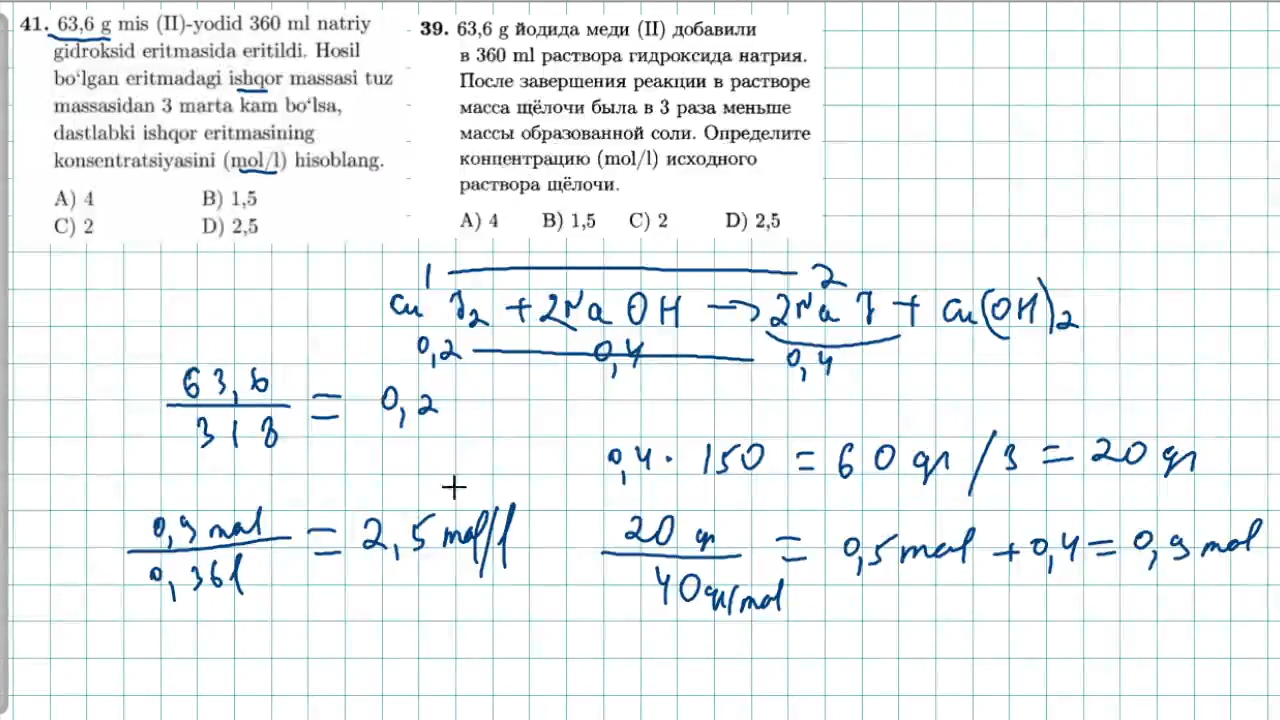 41. 63,6 g mis (II)-yodid 360 ml natriy
gidroksid eritmasida eritildi. Hosil
bo‘lgan eritmadagi ishqor massasi tuz
massasidan 3 marta kam bo‘lsa,
dastlabki ishqor eritmasining
konsentratsiyasini (mol/l) hisoblang.
A) 4 B) 1,5
C) 2 D) 2,5
39. 63,6 g йодида меди (II) добавили
в 360 ml раствора гидроксида натрия.
После завершения реакции в растворе
масса щёлочи была в 3 раза меньше
массы образованной соли. Определите
концентрацию (mol/l) исходного
раствора щёлочи.
A) 4 B) 1,5 C) 2 D) 2,5
1 2
Cu J2 + 2NaOH → 2NaJ + Cu(OH)2
0,2 0,4 0,4
63,6
318
= 0,2
0,4 · 150 = 60 gr / 3 = 20 gr
0,9 mol
0,36 l
= 2,5 mol/l
20 gr
40 gr/mol
= 0,5 mol + 0,4 = 0,9 mol